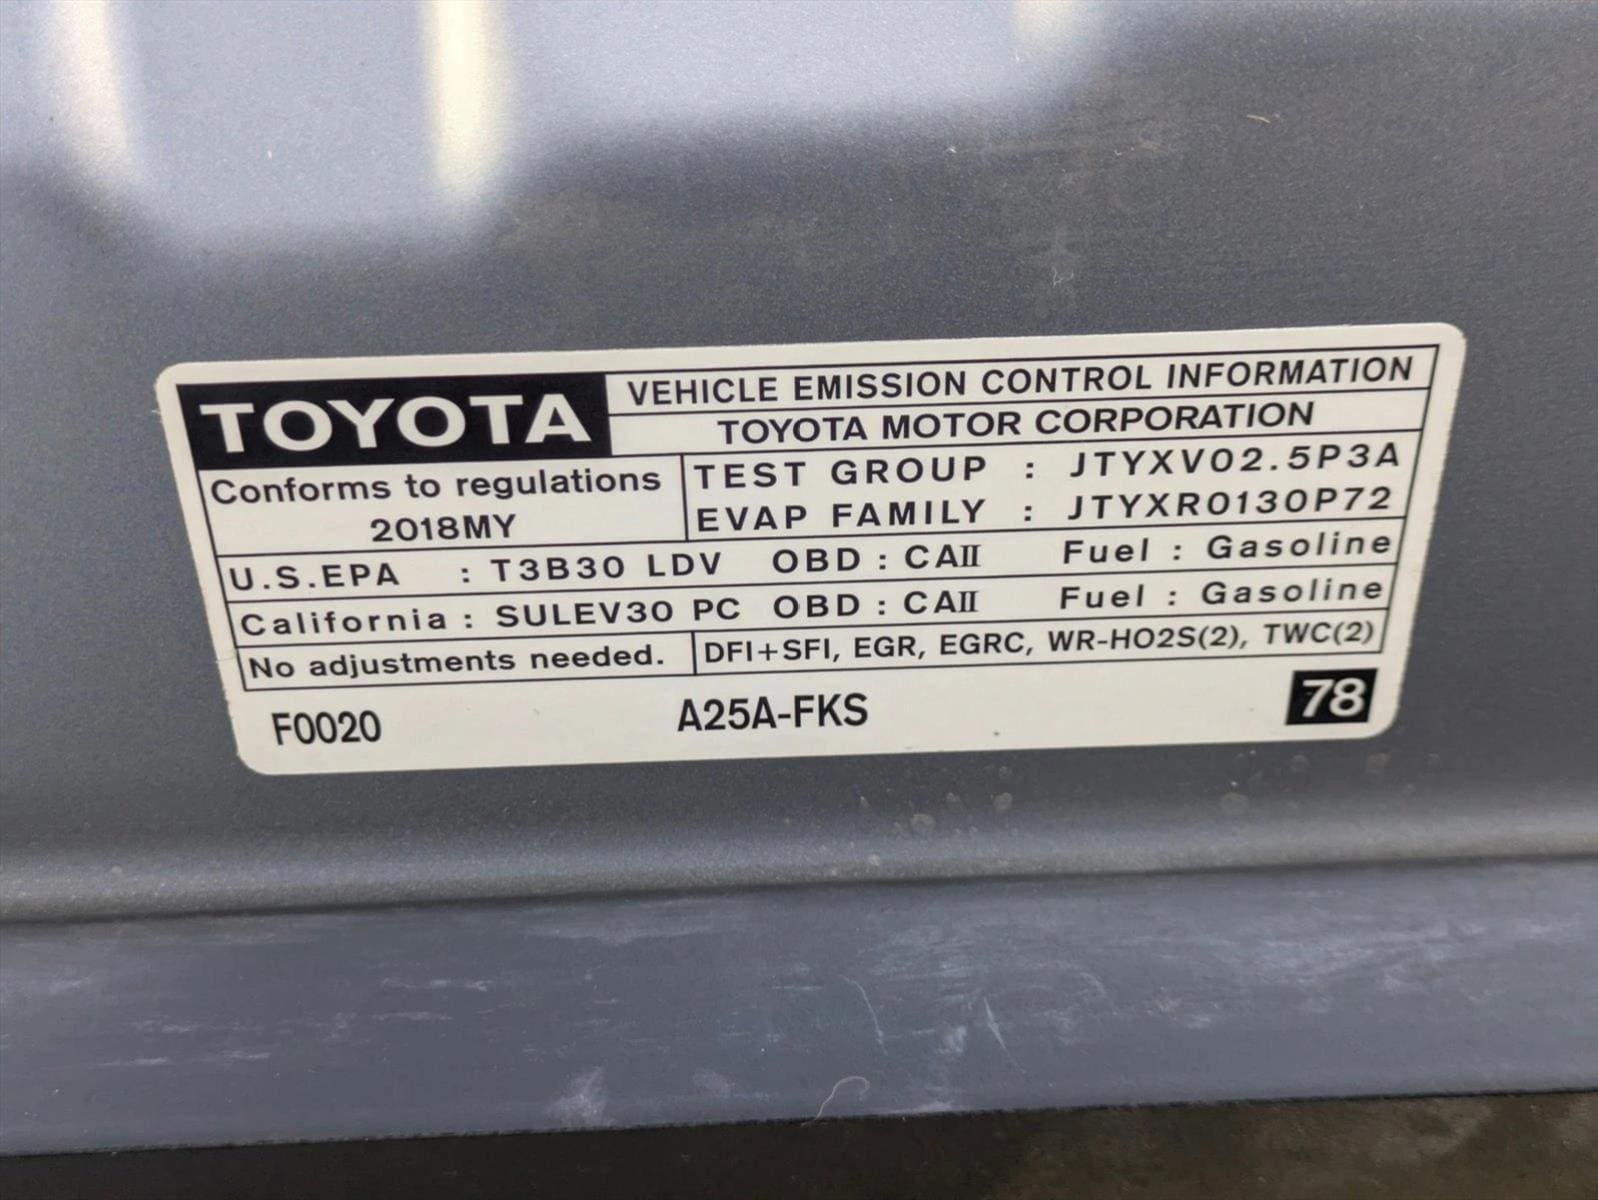 TOYOTA
VEHICLE EMISSION CONTROL INFORMATION
TOYOTA MOTOR CORPORATION
Conforms to regulations
2018MY
TEST GROUP : JTYXV02.5P3A
EVAP FAMILY : JTYXR0130P72
U.S.EPA : T3B30 LDV OBD : CAII Fuel : Gasoline
California : SULEV30 PC OBD : CAII Fuel : Gasoline
No adjustments needed. DFI+SFI, EGR, EGRC, WR-HO2S(2), TWC(2)
F0020 A25A-FKS 78